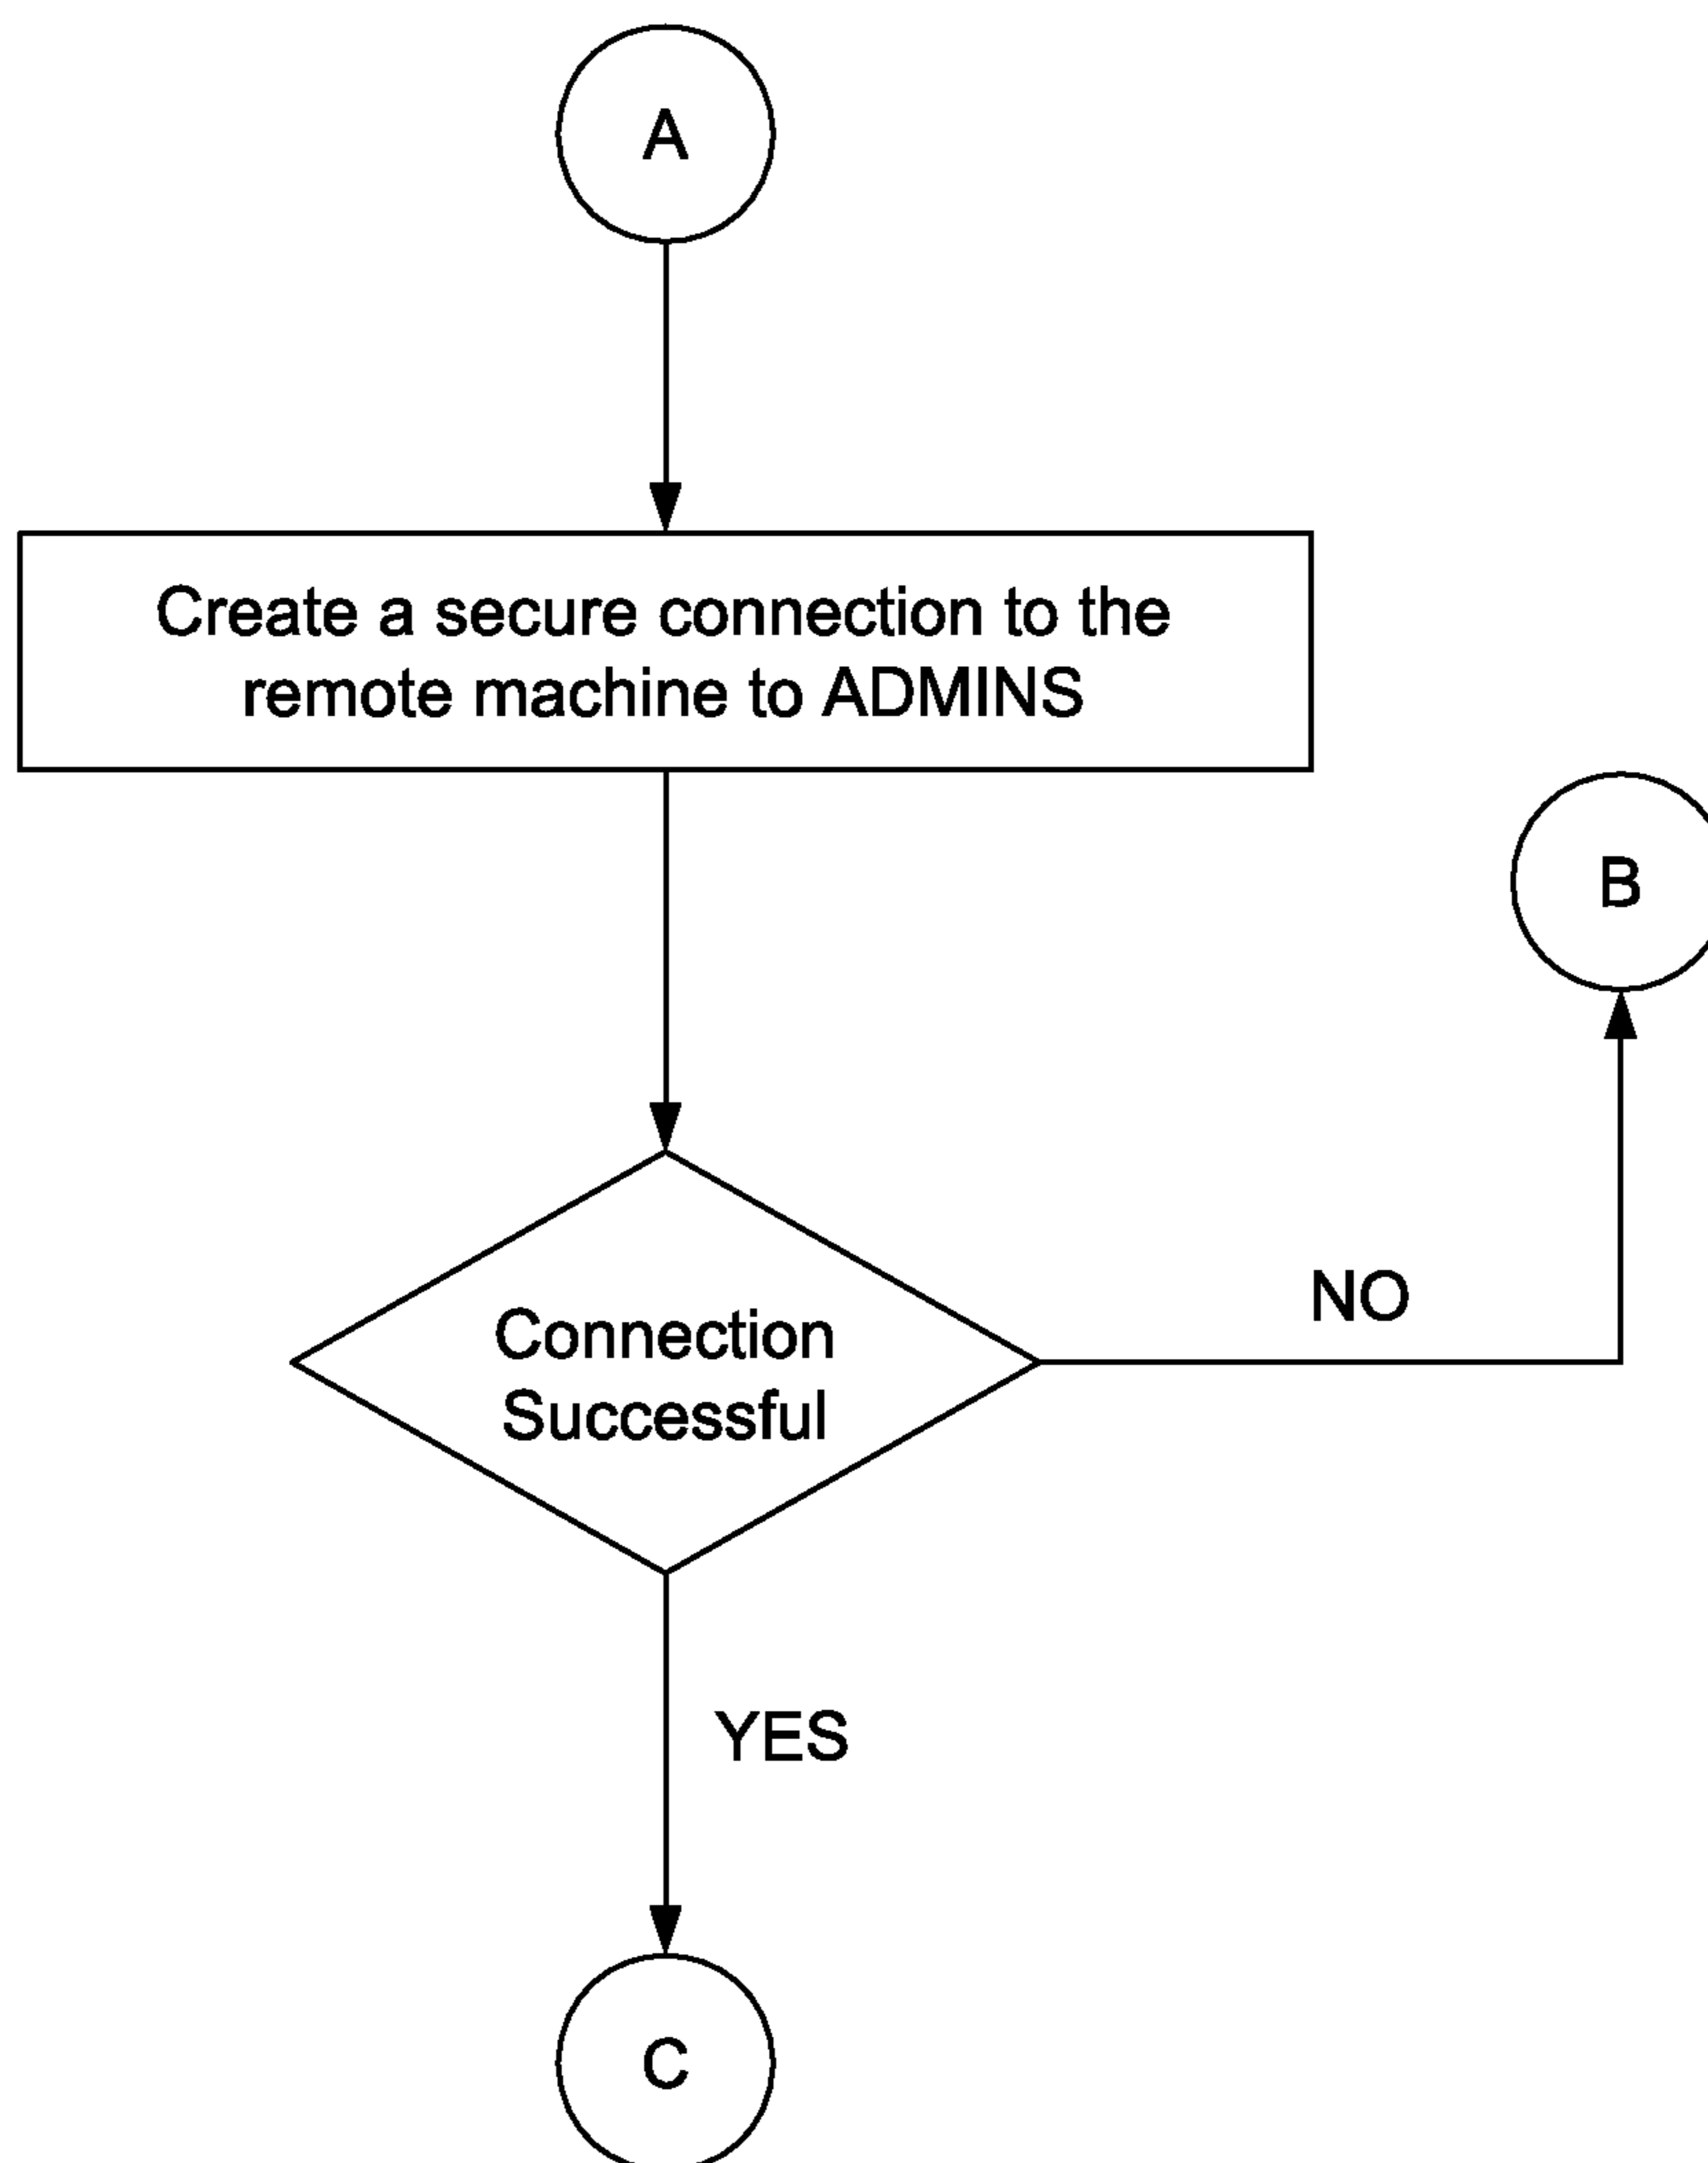 A
Create a secure connection to the
remote machine to ADMINS
B
Connection
Successful
NO
YES
C